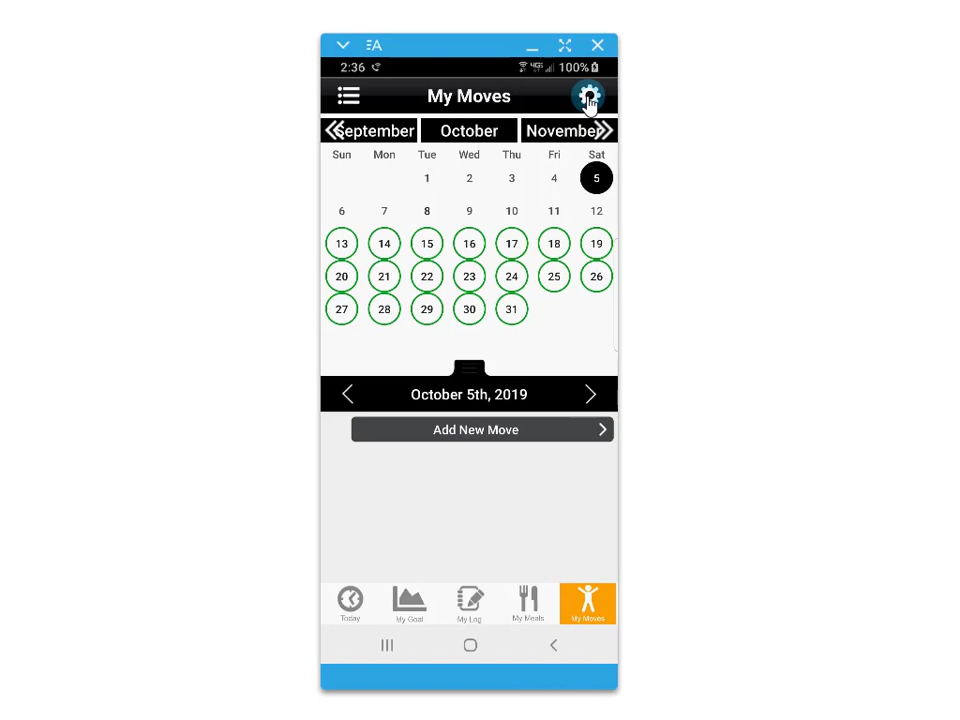 2:36 4G 100%
My Moves
September October November
Sun Mon Tue Wed Thu Fri Sat
1 2 3 4 5
6 7 8 9 10 11 12
13 14 15 16 17 18 19
20 21 22 23 24 25 26
27 28 29 30 31
October 5th, 2019
Add New Move
Today My Goal My Log My Meals My Moves